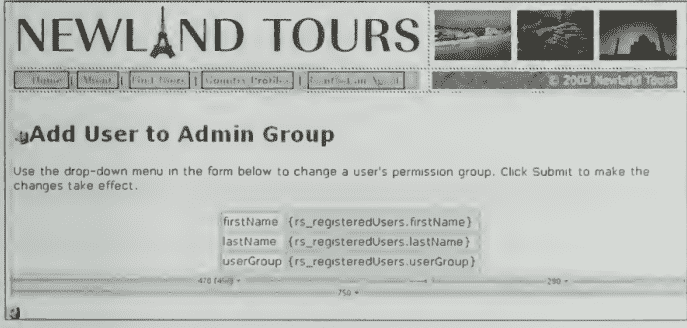 NEWLAND TOURS
Home | About | Find Tours | Country Profiles | Contact an Agent
© 2003 Newland Tours
Add User to Admin Group
Use the drop-down menu in the form below to change a user's permission group. Click Submit to make the
changes take effect.
firstName {rs_registeredUsers.firstName}
lastName {rs_registeredUsers.lastName}
userGroup {rs_registeredUsers.userGroup}
750